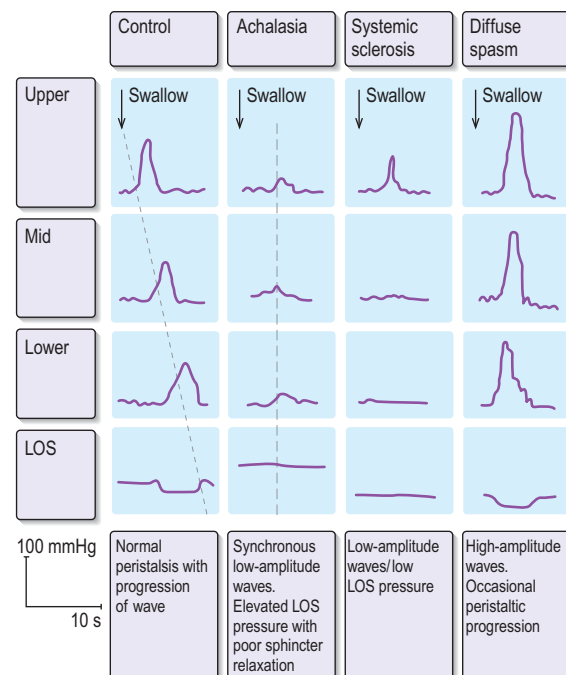 Control
Achalasia
Systemic
sclerosis
Diffuse
spasm
Upper
Swallow
Swallow
Swallow
Swallow
Mid
Lower
LOS
100 mmHg
10 s
Normal
peristalsis with
progression
of wave
Synchronous
low-amplitude
waves.
Elevated LOS
pressure with
poor sphincter
relaxation
Low-amplitude
waves/low
LOS pressure
High-amplitude
waves.
Occasional
peristaltic
progression